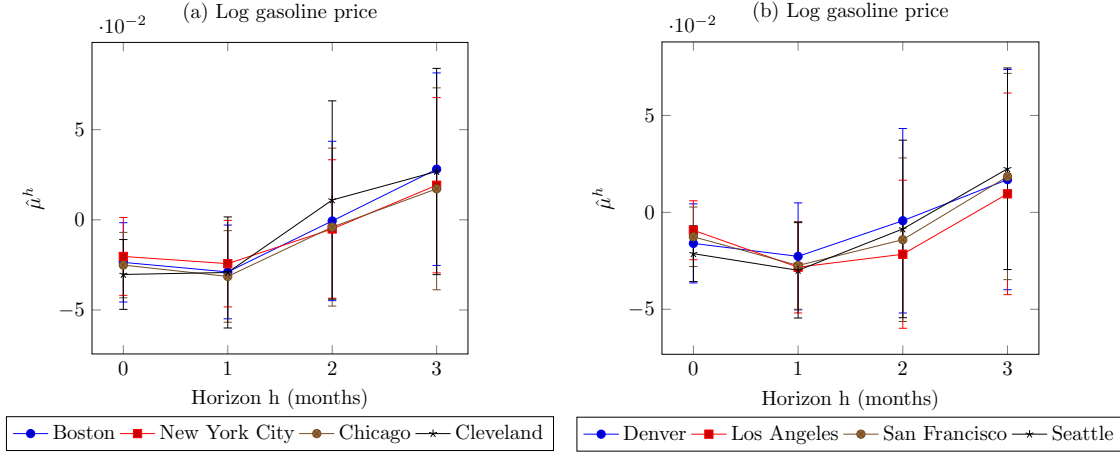 (a) Log gasoline price
·10−2
5
0
−5
μ̂^h
0 1 2 3
Horizon h (months)
Boston New York City Chicago Cleveland
(b) Log gasoline price
·10−2
5
0
−5
μ̂^h
0 1 2 3
Horizon h (months)
Denver Los Angeles San Francisco Seattle